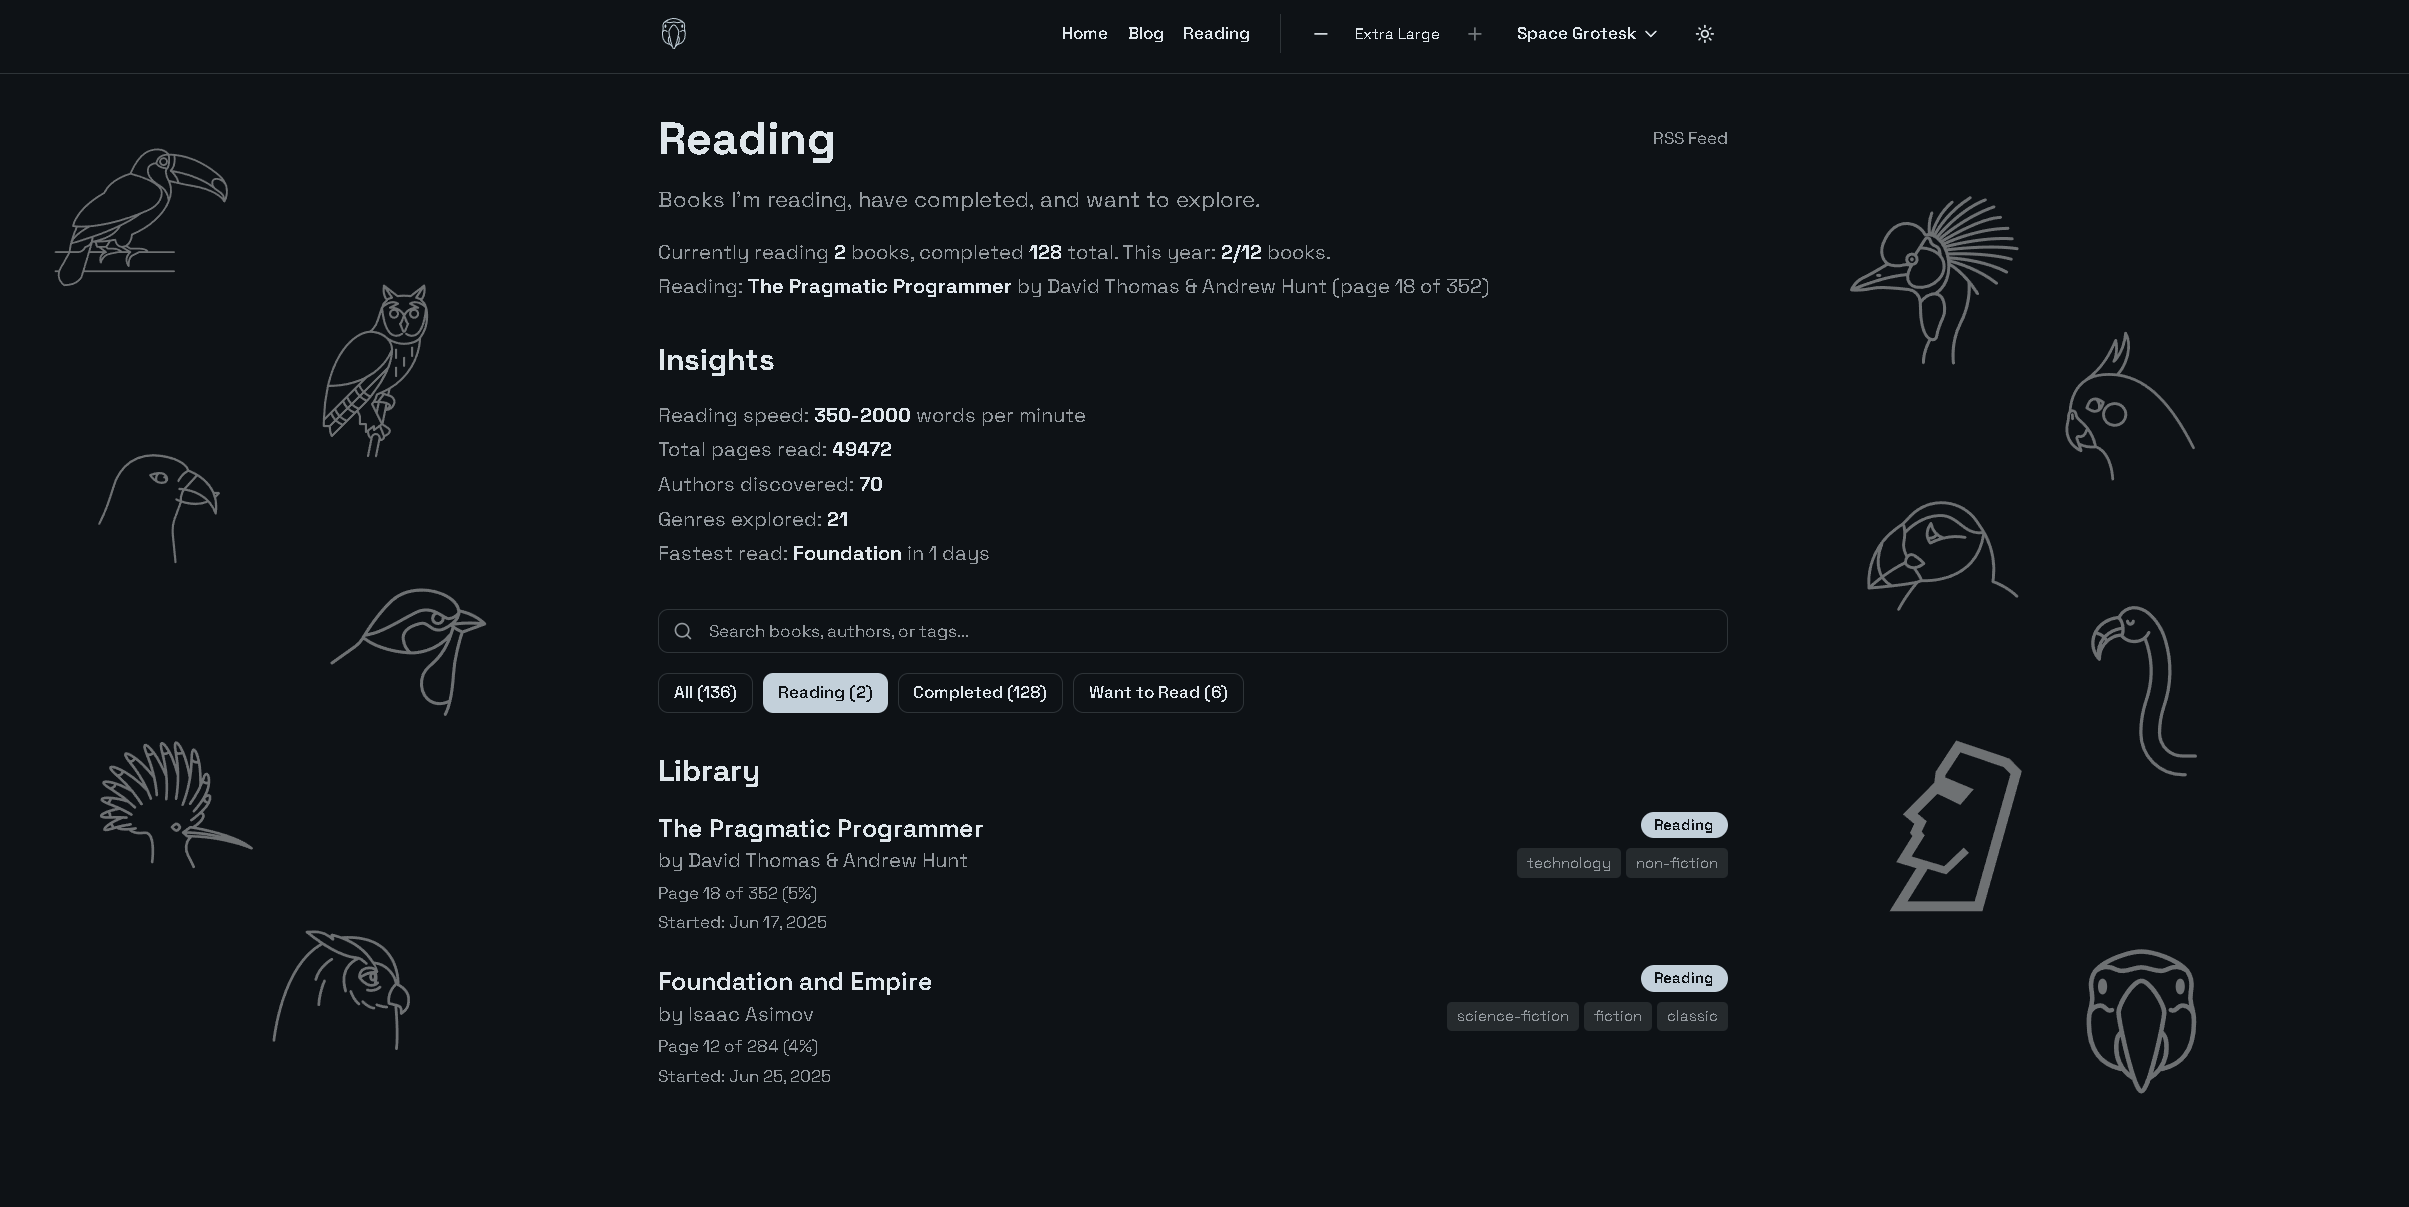 Home Blog Reading Extra Large Space Grotesk
Reading
RSS Feed
Books I'm reading, have completed, and want to explore.
Currently reading 2 books, completed 128 total. This year: 2/12 books.
Reading: The Pragmatic Programmer by David Thomas & Andrew Hunt (page 18 of 352)
Insights
Reading speed: 350-2000 words per minute
Total pages read: 49472
Authors discovered: 70
Genres explored: 21
Fastest read: Foundation in 1 days
Search books, authors, or tags...
All (136) Reading (2) Completed (128) Want to Read (6)
Library
The Pragmatic Programmer
Reading
by David Thomas & Andrew Hunt
technology non-fiction
Page 18 of 352 (5%)
Started: Jun 17, 2025
Foundation and Empire
Reading
by Isaac Asimov
science-fiction fiction classic
Page 12 of 284 (4%)
Started: Jun 25, 2025